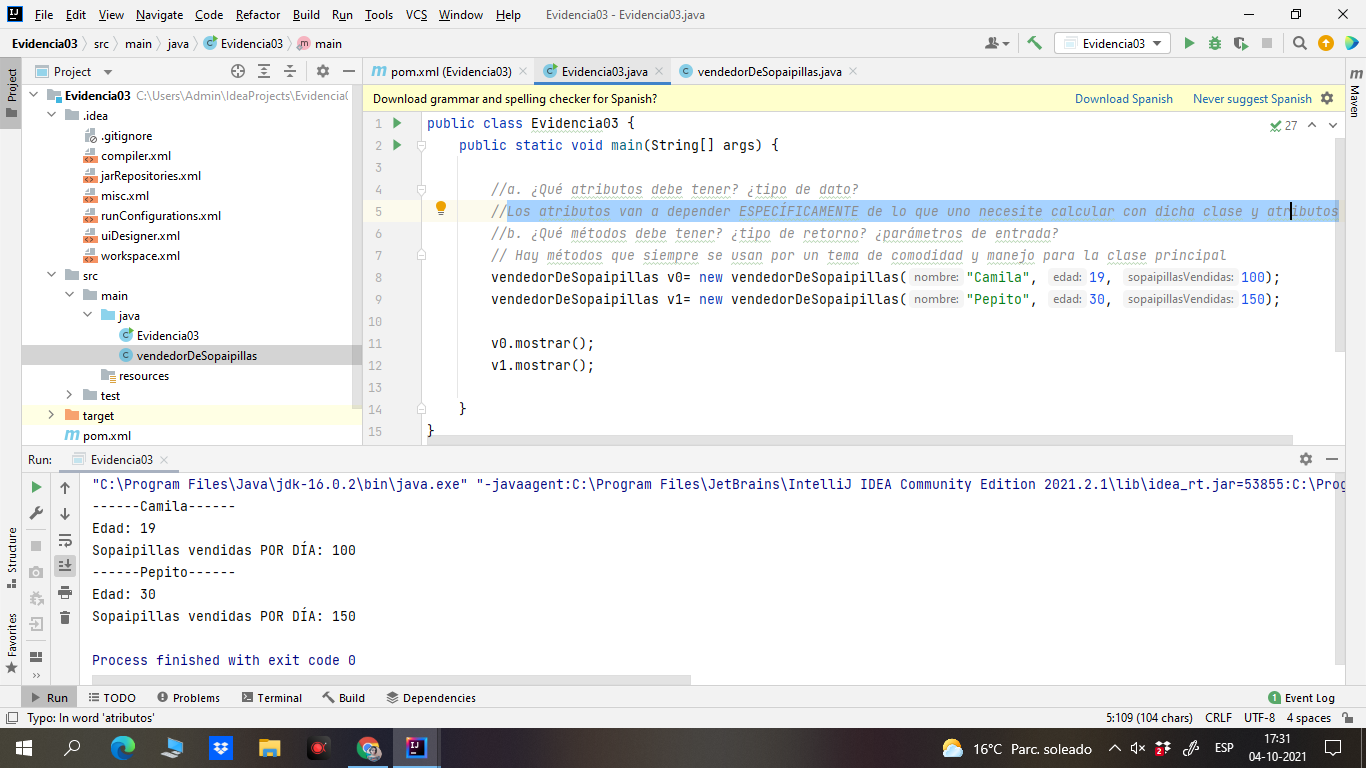 File Edit View Navigate Code Refactor Build Run Tools VCS Window Help Evidencia03 - Evidencia03.java
Evidencia03 src main java Evidencia03 main
Evidencia03
Project
pom.xml (Evidencia03) Evidencia03.java vendedorDeSopaipillas.java
Project
Maven
Evidencia03 C:\Users\Admin\IdeaProjects\Evidencia0
.idea
.gitignore
compiler.xml
jarRepositories.xml
misc.xml
runConfigurations.xml
uiDesigner.xml
workspace.xml
src
main
java
Evidencia03
vendedorDeSopaipillas
resources
test
target
pom.xml
Download grammar and spelling checker for Spanish? Download Spanish Never suggest Spanish
27
1 public class Evidencia03 {
2 public static void main(String[] args) {
3
4 //a. ¿Qué atributos debe tener? ¿tipo de dato?
5 //Los atributos van a depender ESPECÍFICAMENTE de lo que uno necesite calcular con dicha clase y atributos
6 //b. ¿Qué métodos debe tener? ¿tipo de retorno? ¿parámetros de entrada?
7 // Hay métodos que siempre se usan por un tema de comodidad y manejo para la clase principal
8 vendedorDeSopaipillas v0= new vendedorDeSopaipillas( nombre: "Camila", edad: 19, sopaipillasVendidas: 100);
9 vendedorDeSopaipillas v1= new vendedorDeSopaipillas( nombre: "Pepito", edad: 30, sopaipillasVendidas: 150);
10
11 v0.mostrar();
12 v1.mostrar();
13
14 }
15 }
Run: Evidencia03
"C:\Program Files\Java\jdk-16.0.2\bin\java.exe" "-javaagent:C:\Program Files\JetBrains\IntelliJ IDEA Community Edition 2021.2.1\lib\idea_rt.jar=53855:C:\Prog
------Camila------
Edad: 19
Sopaipillas vendidas POR DÍA: 100
------Pepito------
Edad: 30
Sopaipillas vendidas POR DÍA: 150
Process finished with exit code 0
Structure
Favorites
Run TODO Problems Terminal Build Dependencies 1 Event Log
Typo: In word 'atributos' 5:109 (104 chars) CRLF UTF-8 4 spaces
16°C Parc. soleado ESP 17:31
04-10-2021